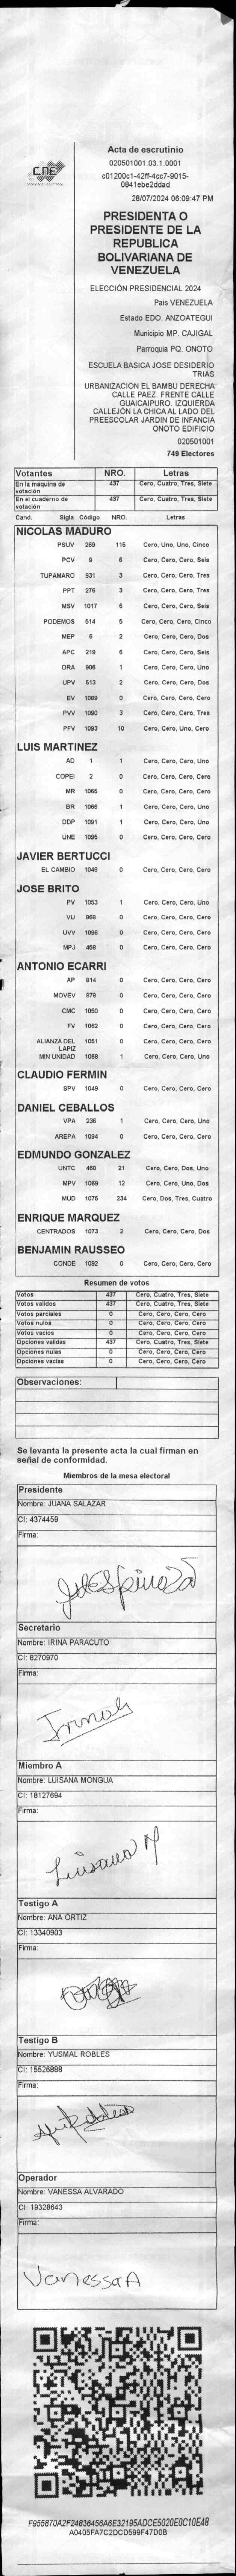 CNE
Acta de escrutinio
020501001.03.1.0001
c01200c1-42ff-4cc7-9015-
0841ebe2ddad
28/07/2024 06:09:47 PM
PRESIDENTA O
PRESIDENTE DE LA
REPUBLICA
BOLIVARIANA DE
VENEZUELA
ELECCIÓN PRESIDENCIAL 2024
Pais VENEZUELA
Estado EDO. ANZOATEGUI
Municipio MP. CAJIGAL
Parroquia PQ. ONOTO
ESCUELA BASICA JOSE DESIDERIO
TRIAS
URBANIZACION EL BAMBU DERECHA
CALLE PAEZ. FRENTE CALLE
GUAICAIPURO. IZQUIERDA
CALLEJÓN LA CHICA AL LADO DEL
PREESCOLAR JARDIN DE INFANCIA
ONOTO EDIFICIO
020501001
749 Electores
Votantes NRO. Letras
En la máquina de votación 437 Cero, Cuatro, Tres, Siete
En el cuaderno de votación 437 Cero, Cuatro, Tres, Siete
Cand. Sigla Código NRO. Letras
NICOLAS MADURO
PSUV 269 115 Cero, Uno, Uno, Cinco
PCV 9 6 Cero, Cero, Cero, Seis
TUPAMARO 931 3 Cero, Cero, Cero, Tres
PPT 276 3 Cero, Cero, Cero, Tres
MSV 1017 6 Cero, Cero, Cero, Seis
PODEMOS 514 5 Cero, Cero, Cero, Cinco
MEP 6 2 Cero, Cero, Cero, Dos
APC 219 6 Cero, Cero, Cero, Seis
ORA 906 1 Cero, Cero, Cero, Uno
UPV 513 2 Cero, Cero, Cero, Dos
EV 1089 0 Cero, Cero, Cero, Cero
PVV 1090 3 Cero, Cero, Cero, Tres
PFV 1093 10 Cero, Cero, Uno, Cero
LUIS MARTINEZ
AD 1 1 Cero, Cero, Cero, Uno
COPEI 2 0 Cero, Cero, Cero, Cero
MR 1065 0 Cero, Cero, Cero, Cero
BR 1066 1 Cero, Cero, Cero, Uno
DDP 1091 1 Cero, Cero, Cero, Uno
UNE 1095 0 Cero, Cero, Cero, Cero
JAVIER BERTUCCI
EL CAMBIO 1048 0 Cero, Cero, Cero, Cero
JOSE BRITO
PV 1053 1 Cero, Cero, Cero, Uno
VU 968 0 Cero, Cero, Cero, Cero
UVV 1096 0 Cero, Cero, Cero, Cero
MPJ 458 0 Cero, Cero, Cero, Cero
ANTONIO ECARRI
AP 814 0 Cero, Cero, Cero, Cero
MOVEV 878 0 Cero, Cero, Cero, Cero
CMC 1050 0 Cero, Cero, Cero, Cero
FV 1062 0 Cero, Cero, Cero, Cero
ALIANZA DEL LAPIZ 1051 0 Cero, Cero, Cero, Cero
MIN UNIDAD 1088 1 Cero, Cero, Cero, Uno
CLAUDIO FERMIN
SPV 1049 0 Cero, Cero, Cero, Cero
DANIEL CEBALLOS
VPA 236 1 Cero, Cero, Cero, Uno
AREPA 1094 0 Cero, Cero, Cero, Cero
EDMUNDO GONZALEZ
UNTC 460 21 Cero, Cero, Dos, Uno
MPV 1069 12 Cero, Cero, Uno, Dos
MUD 1075 234 Cero, Dos, Tres, Cuatro
ENRIQUE MARQUEZ
CENTRADOS 1073 2 Cero, Cero, Cero, Dos
BENJAMIN RAUSSEO
CONDE 1092 0 Cero, Cero, Cero, Cero
Resumen de votos
Votos 437 Cero, Cuatro, Tres, Siete
Votos validos 437 Cero, Cuatro, Tres, Siete
Votos parciales 0 Cero, Cero, Cero, Cero
Votos nulos 0 Cero, Cero, Cero, Cero
Votos vacios 0 Cero, Cero, Cero, Cero
Opciones validas 437 Cero, Cuatro, Tres, Siete
Opciones nulas 0 Cero, Cero, Cero, Cero
Opciones vacias 0 Cero, Cero, Cero, Cero
Observaciones:
Se levanta la presente acta la cual firman en
señal de conformidad.
Miembros de la mesa electoral
Presidente
Nombre: JUANA SALAZAR
CI: 4374459
Firma:
Secretario
Nombre: IRINA PARACUTO
CI: 8270970
Firma:
Miembro A
Nombre: LUISANA MONGUA
CI: 18127694
Firma:
Luisana M
Testigo A
Nombre: ANA ORTIZ
CI: 13340903
Firma:
Testigo B
Nombre: YUSMAL ROBLES
CI: 15526888
Firma:
Operador
Nombre: VANESSA ALVARADO
CI: 19328643
Firma:
Vanessa A
F955870A2F24636456A6E32195ADCE5020E0C10E48
A0405FA7C2DCD599F47D0B